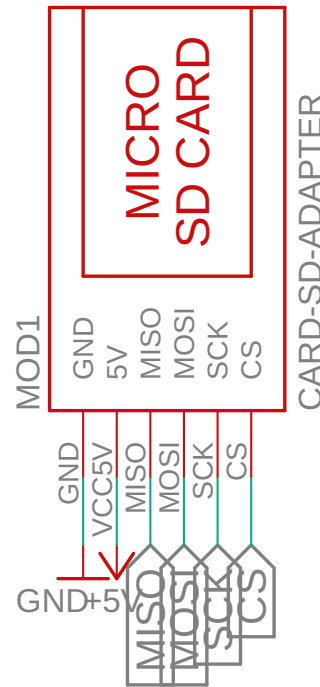 MICRO
SD CARD
CARD-SD-ADAPTER
MOD1
GND
5V
MISO
MOSI
SCK
CS
GND
VCC5V
MISO
MOSI
SCK
CS
GND
+5V
MISO
MOSI
SCK
CS